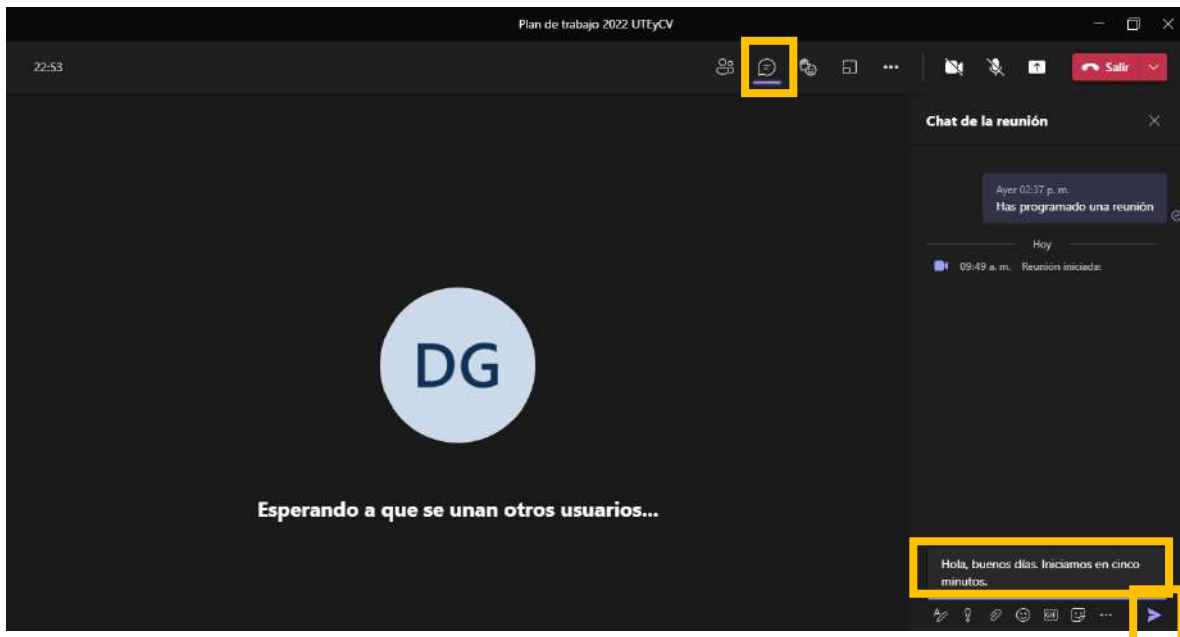 Plan de trabajo 2022 UTEyCV
22:53
Salir
Chat de la reunión
Ayer 02:37 p. m.
Has programado una reunión
Hoy
09:49 a. m. Reunión iniciada:
DG
Esperando a que se unan otros usuarios...
Hola, buenos días. Iniciamos en cinco
minutos.
GIF